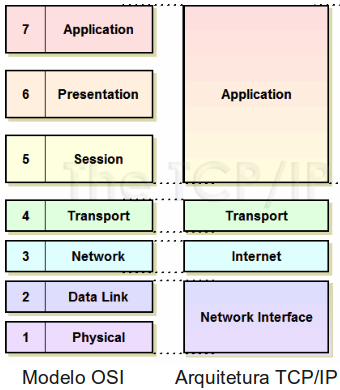 7 Application
6 Presentation
5 Session
4 Transport
3 Network
2 Data Link
1 Physical
Modelo OSI
Application
Transport
Internet
Network Interface
Arquitetura TCP/IP
The TCP/IP